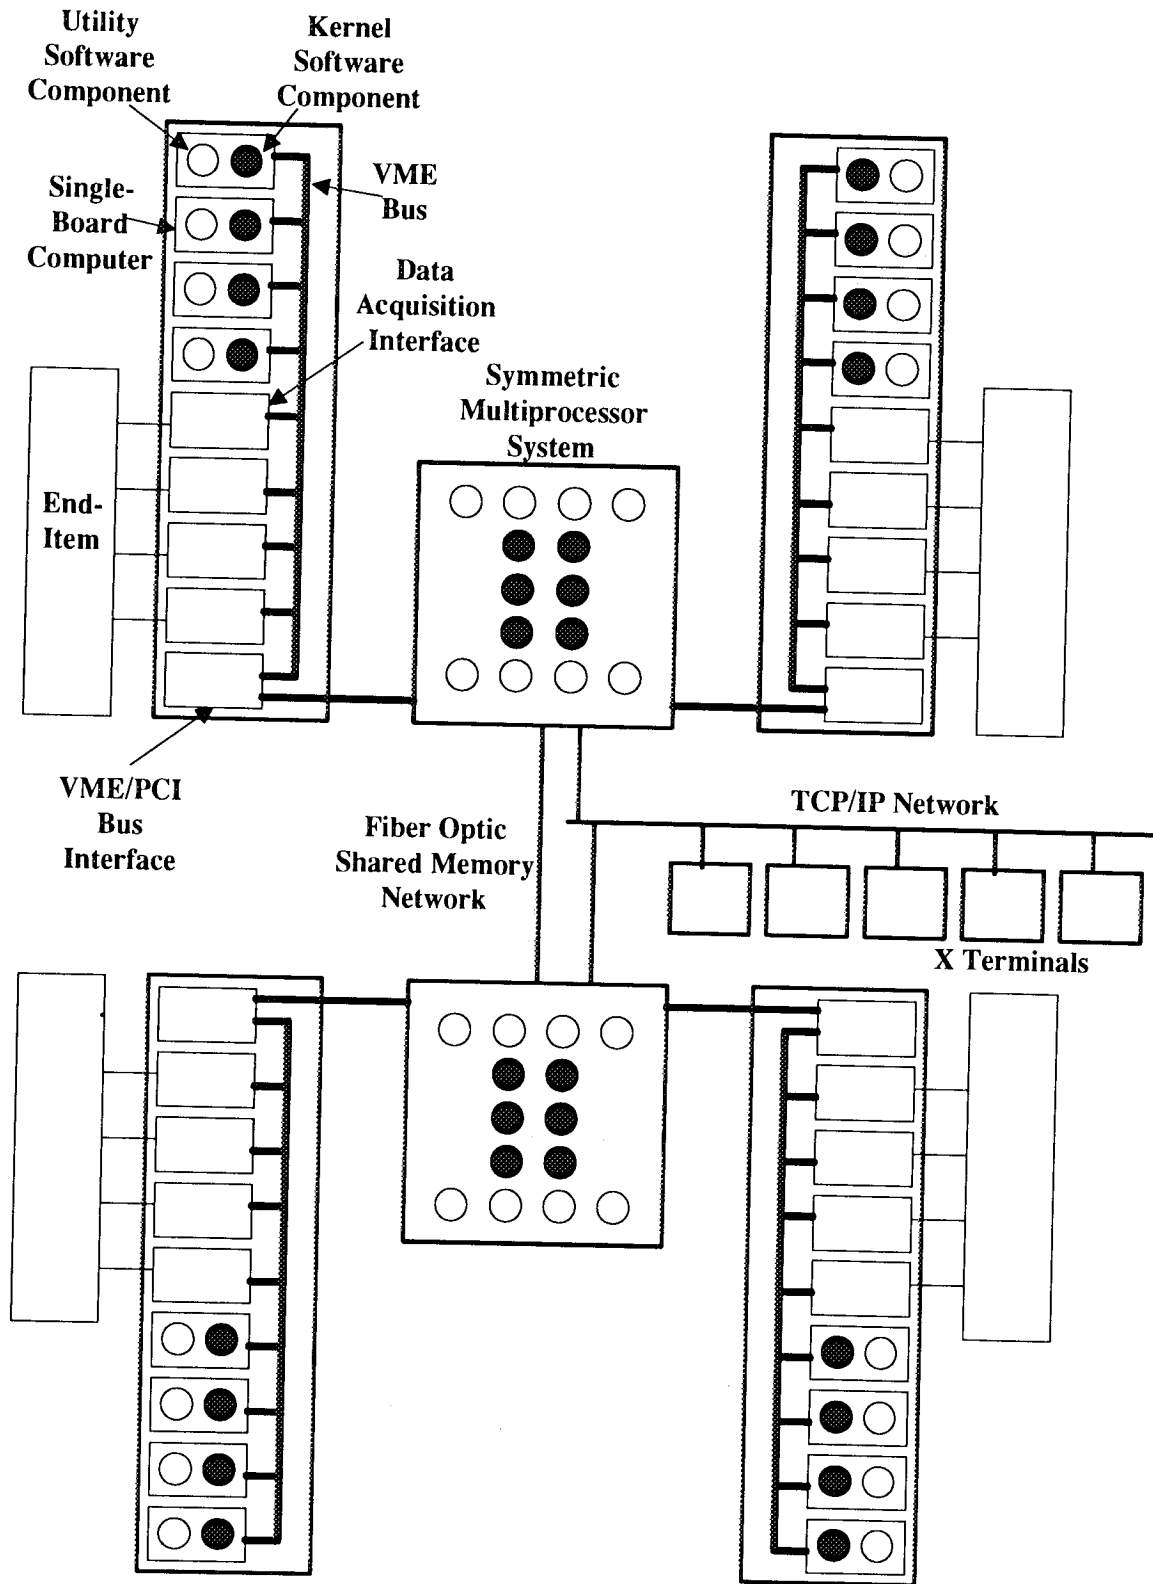 Utility
Software
Component
Kernel
Software
Component
Single-
Board
Computer
VME
Bus
Data
Acquisition
Interface
Symmetric
Multiprocessor
System
End-
Item
VME/PCI
Bus
Interface
Fiber Optic
Shared Memory
Network
TCP/IP Network
X Terminals